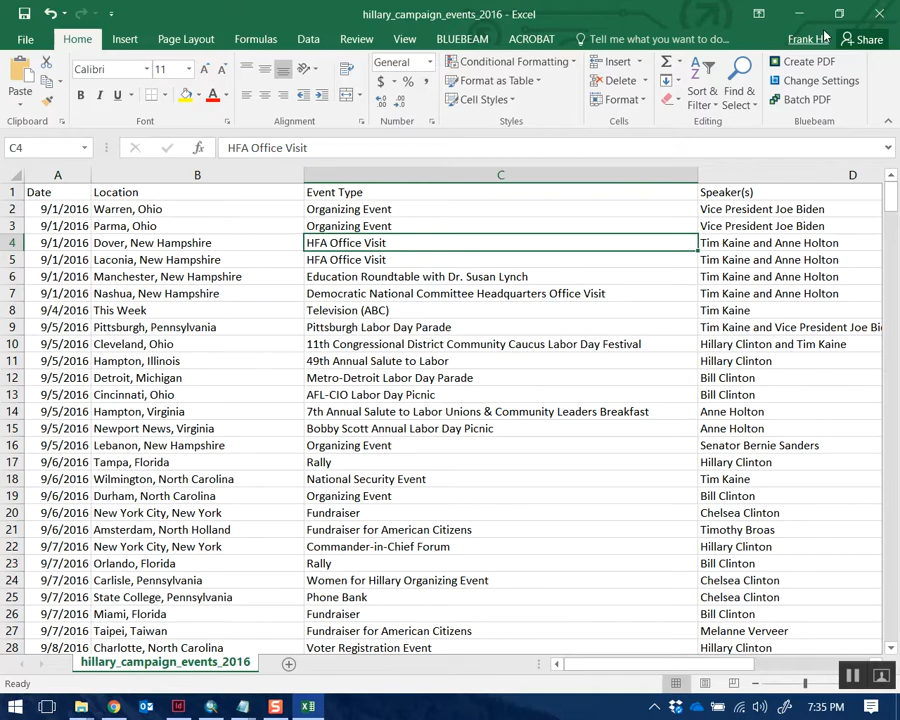 hillary_campaign_events_2016 - Excel
File Home Insert Page Layout Formulas Data Review View BLUEBEAM ACROBAT Tell me what you want to do... Share
Paste Calibri 11 General Conditional Formatting Insert Create PDF
B I U Format as Table Delete Sort & Find & Change Settings
Cell Styles Format Filter Select Batch PDF
Clipboard Font Alignment Number Styles Cells Editing Bluebeam
C4 fx HFA Office Visit
A B C D
1 Date Location Event Type Speaker(s)
2 9/1/2016 Warren, Ohio Organizing Event Vice President Joe Biden
3 9/1/2016 Parma, Ohio Organizing Event Vice President Joe Biden
4 9/1/2016 Dover, New Hampshire HFA Office Visit Tim Kaine and Anne Holton
5 9/1/2016 Laconia, New Hampshire HFA Office Visit Tim Kaine and Anne Holton
6 9/1/2016 Manchester, New Hampshire Education Roundtable with Dr. Susan Lynch Tim Kaine and Anne Holton
7 9/1/2016 Nashua, New Hampshire Democratic National Committee Headquarters Office Visit Tim Kaine and Anne Holton
8 9/4/2016 This Week Television (ABC) Tim Kaine
9 9/5/2016 Pittsburgh, Pennsylvania Pittsburgh Labor Day Parade Tim Kaine and Vice President Joe Bi
10 9/5/2016 Cleveland, Ohio 11th Congressional District Community Caucus Labor Day Festival Hillary Clinton and Tim Kaine
11 9/5/2016 Hampton, Illinois 49th Annual Salute to Labor Hillary Clinton
12 9/5/2016 Detroit, Michigan Metro-Detroit Labor Day Parade Bill Clinton
13 9/5/2016 Cincinnati, Ohio AFL-CIO Labor Day Picnic Bill Clinton
14 9/5/2016 Hampton, Virginia 7th Annual Salute to Labor Unions & Community Leaders Breakfast Anne Holton
15 9/5/2016 Newport News, Virginia Bobby Scott Annual Labor Day Picnic Anne Holton
16 9/5/2016 Lebanon, New Hampshire Organizing Event Senator Bernie Sanders
17 9/6/2016 Tampa, Florida Rally Hillary Clinton
18 9/6/2016 Wilmington, North Carolina National Security Event Tim Kaine
19 9/6/2016 Durham, North Carolina Organizing Event Bill Clinton
20 9/6/2016 New York City, New York Fundraiser Chelsea Clinton
21 9/6/2016 Amsterdam, North Holland Fundraiser for American Citizens Timothy Broas
22 9/7/2016 New York City, New York Commander-in-Chief Forum Hillary Clinton
23 9/7/2016 Orlando, Florida Rally Bill Clinton
24 9/7/2016 Carlisle, Pennsylvania Women for Hillary Organizing Event Chelsea Clinton
25 9/7/2016 State College, Pennsylvania Phone Bank Chelsea Clinton
26 9/7/2016 Miami, Florida Fundraiser Bill Clinton
27 9/7/2016 Taipei, Taiwan Fundraiser for American Citizens Melanne Verveer
28 9/8/2016 Charlotte, North Carolina Voter Registration Event Hillary Clinton
hillary_campaign_events_2016
Ready
7:35 PM